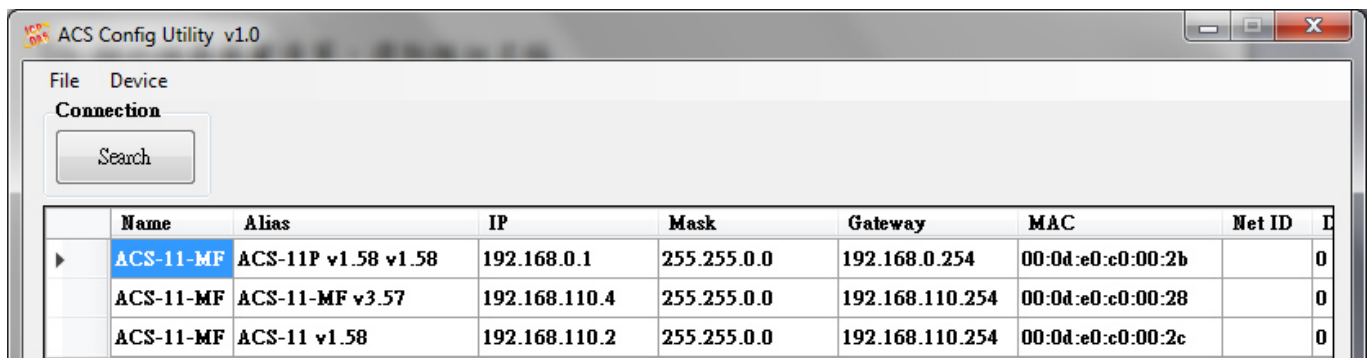 ACS Config Utility v1.0
File Device
Connection
Search
Name Alias IP Mask Gateway MAC Net ID
ACS-11-MF ACS-11P v1.58 v1.58 192.168.0.1 255.255.0.0 192.168.0.254 00:0d:e0:c0:00:2b 0
ACS-11-MF ACS-11-MF v3.57 192.168.110.4 255.255.0.0 192.168.110.254 00:0d:e0:c0:00:28 0
ACS-11-MF ACS-11 v1.58 192.168.110.2 255.255.0.0 192.168.110.254 00:0d:e0:c0:00:2c 0